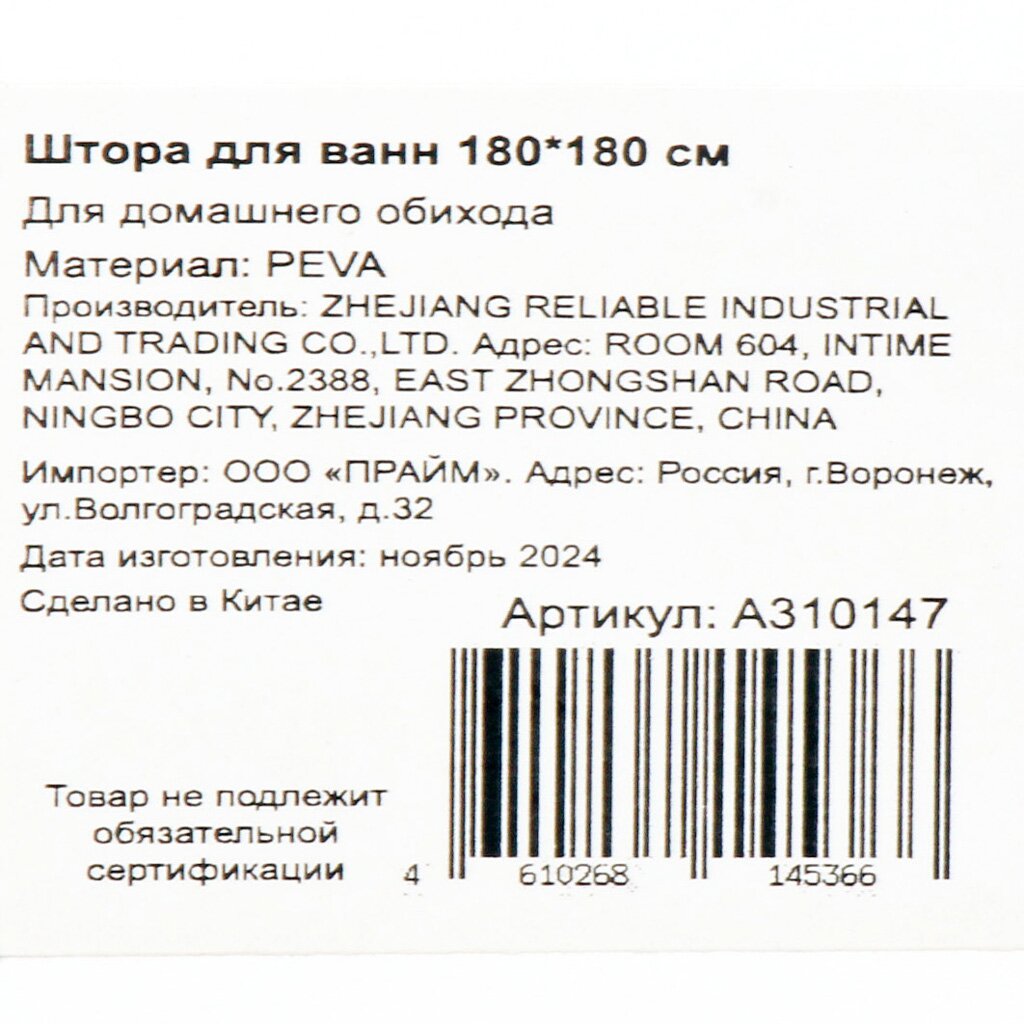 Штора для ванн 180*180 см
Для домашнего обихода
Материал: PEVA
Производитель: ZHEJIANG RELIABLE INDUSTRIAL
AND TRADING CO.,LTD. Адрес: ROOM 604, INTIME
MANSION, No.2388, EAST ZHONGSHAN ROAD,
NINGBO CITY, ZHEJIANG PROVINCE, CHINA
Импортер: ООО «ПРАЙМ». Адрес: Россия, г.Воронеж,
ул.Волгоградская, д.32
Дата изготовления: ноябрь 2024
Сделано в Китае
Артикул: A310147
Товар не подлежит
обязательной
сертификации
4 610268 145366